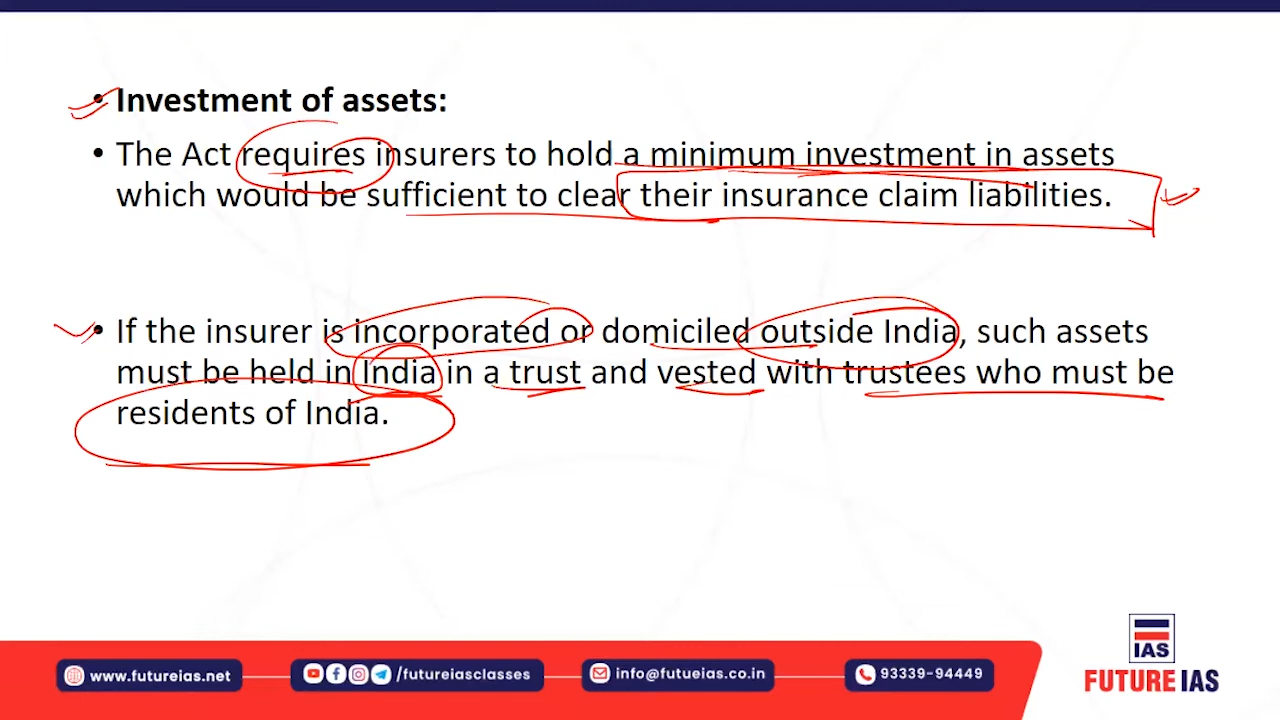 • Investment of assets:
• The Act requires insurers to hold a minimum investment in assets
which would be sufficient to clear their insurance claim liabilities.
• If the insurer is incorporated or domiciled outside India, such assets
must be held in India in a trust and vested with trustees who must be
residents of India.
IAS
FUTURE IAS
www.futureias.net
/futureiasclasses
info@futueias.co.in
93339-94449